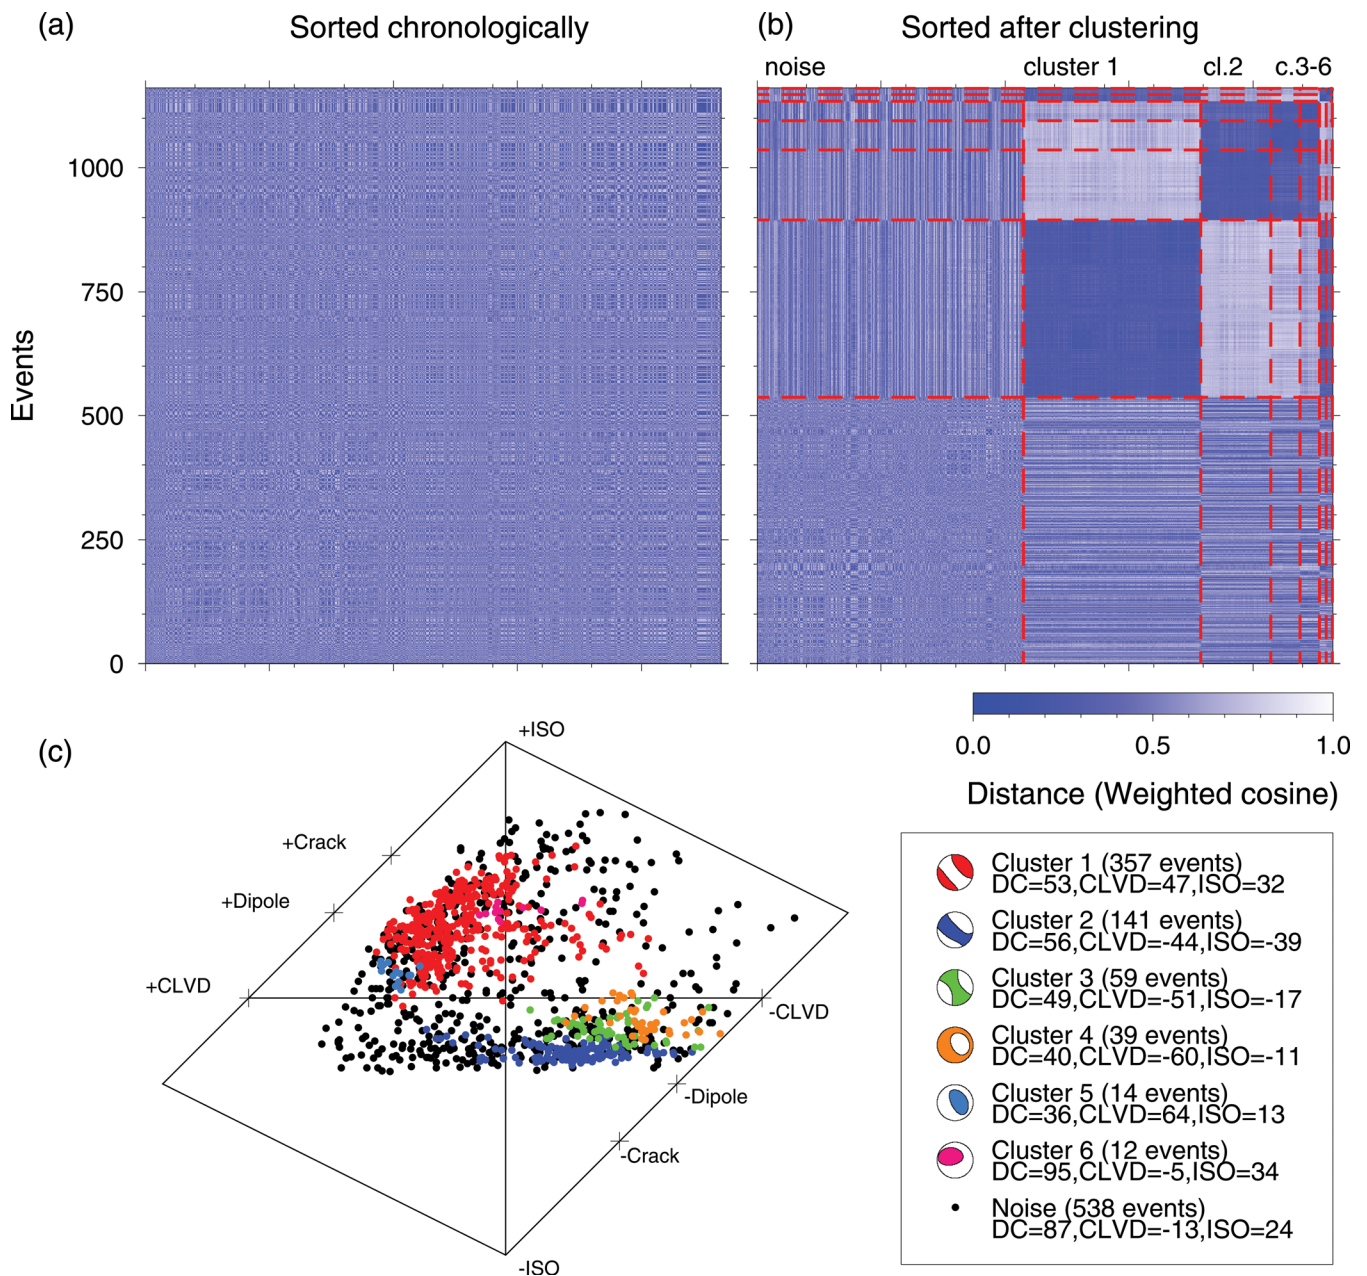 (a)
Sorted chronologically
(b)
Sorted after clustering
noise
cluster 1
cl.2
c.3-6
1000
750
500
250
0
Events
0.0
0.5
1.0
Distance (Weighted cosine)
(c)
+ISO
+Crack
+Dipole
+CLVD
-CLVD
-Dipole
-Crack
-ISO
Cluster 1 (357 events)
DC=53,CLVD=47,ISO=32
Cluster 2 (141 events)
DC=56,CLVD=-44,ISO=-39
Cluster 3 (59 events)
DC=49,CLVD=-51,ISO=-17
Cluster 4 (39 events)
DC=40,CLVD=-60,ISO=-11
Cluster 5 (14 events)
DC=36,CLVD=64,ISO=13
Cluster 6 (12 events)
DC=95,CLVD=-5,ISO=34
Noise (538 events)
DC=87,CLVD=-13,ISO=24